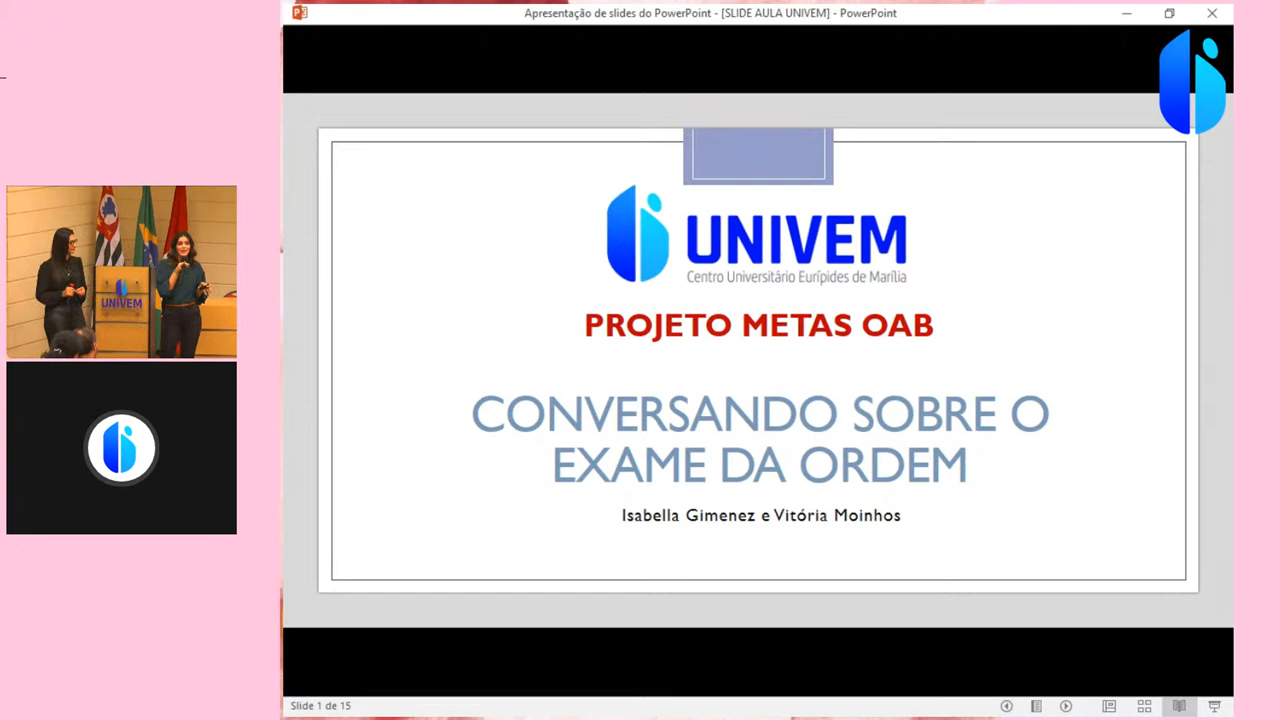 Apresentação de slides do PowerPoint - [SLIDE AULA UNIVEM] - PowerPoint
UNIVEM
Centro Universitário Eurípides de Marília
PROJETO METAS OAB
CONVERSANDO SOBRE O
EXAME DA ORDEM
Isabella Gimenez e Vitória Moinhos
UNIVEM
Slide 1 de 15